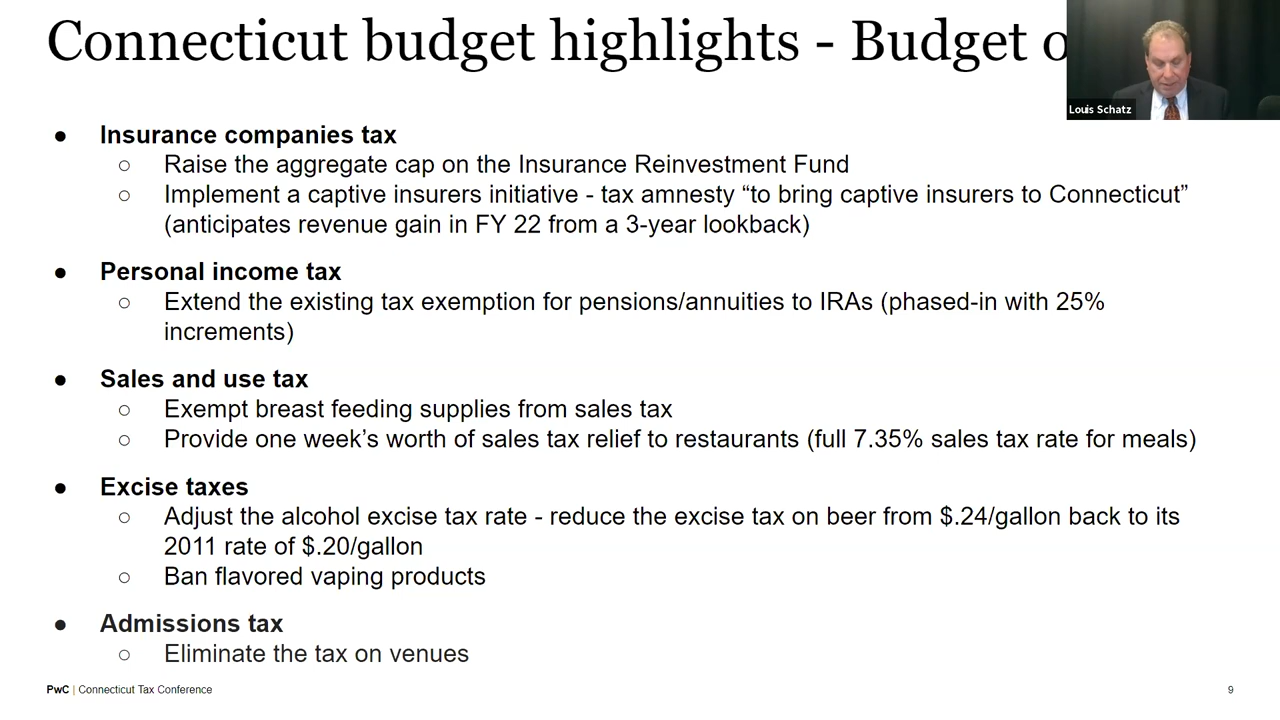 Connecticut budget highlights - Budget
Louis Schatz
● Insurance companies tax
○ Raise the aggregate cap on the Insurance Reinvestment Fund
○ Implement a captive insurers initiative - tax amnesty “to bring captive insurers to Connecticut”
(anticipates revenue gain in FY 22 from a 3-year lookback)
● Personal income tax
○ Extend the existing tax exemption for pensions/annuities to IRAs (phased-in with 25%
increments)
● Sales and use tax
○ Exempt breast feeding supplies from sales tax
○ Provide one week’s worth of sales tax relief to restaurants (full 7.35% sales tax rate for meals)
● Excise taxes
○ Adjust the alcohol excise tax rate - reduce the excise tax on beer from $.24/gallon back to its
2011 rate of $.20/gallon
○ Ban flavored vaping products
● Admissions tax
○ Eliminate the tax on venues
PwC | Connecticut Tax Conference
9